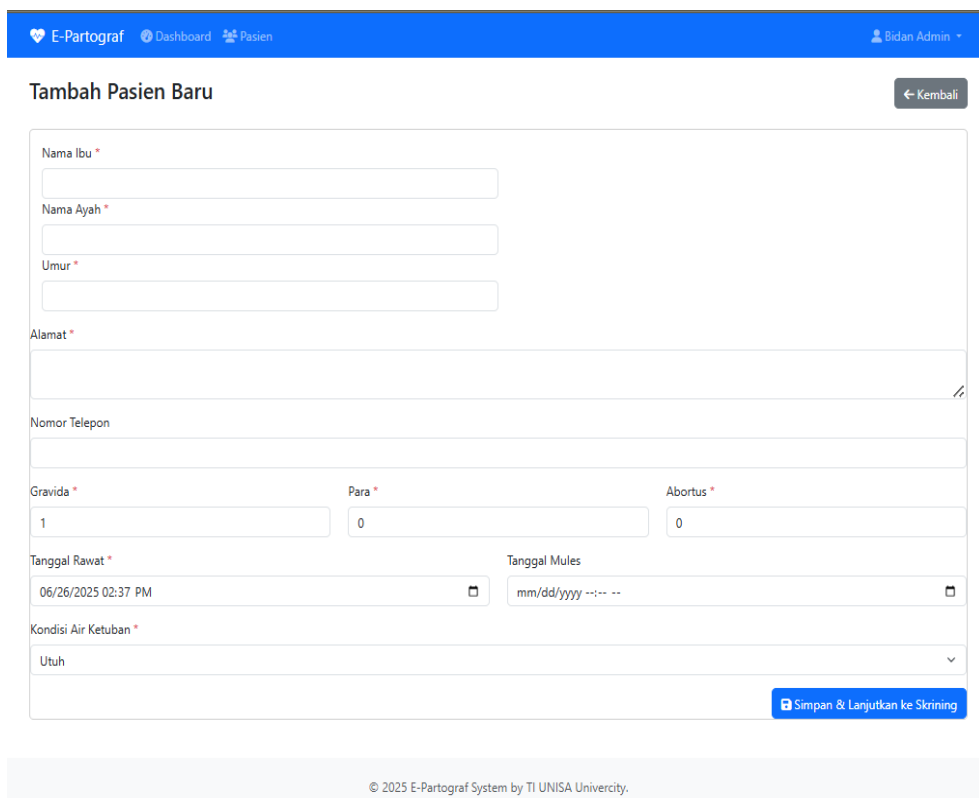 E-Partograf Dashboard Pasien Bidan Admin
Tambah Pasien Baru
← Kembali
Nama Ibu *
Nama Ayah *
Umur *
Alamat *
Nomor Telepon
Gravida * Para * Abortus *
1 0 0
Tanggal Rawat * Tanggal Mules
06/26/2025 02:37 PM mm/dd/yyyy --:-- --
Kondisi Air Ketuban *
Utuh
Simpan & Lanjutkan ke Skrining
© 2025 E-Partograf System by TI UNISA Univercity.